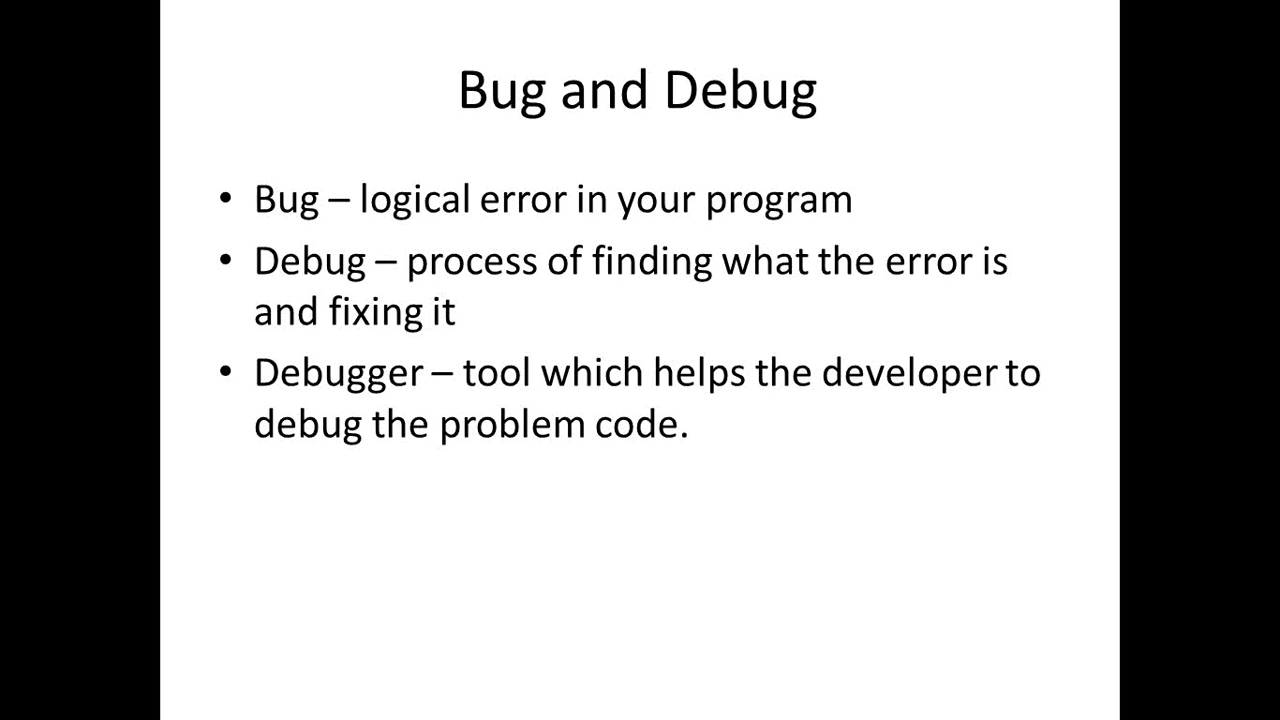 Bug and Debug
• Bug – logical error in your program
• Debug – process of finding what the error is
and fixing it
• Debugger – tool which helps the developer to
debug the problem code.